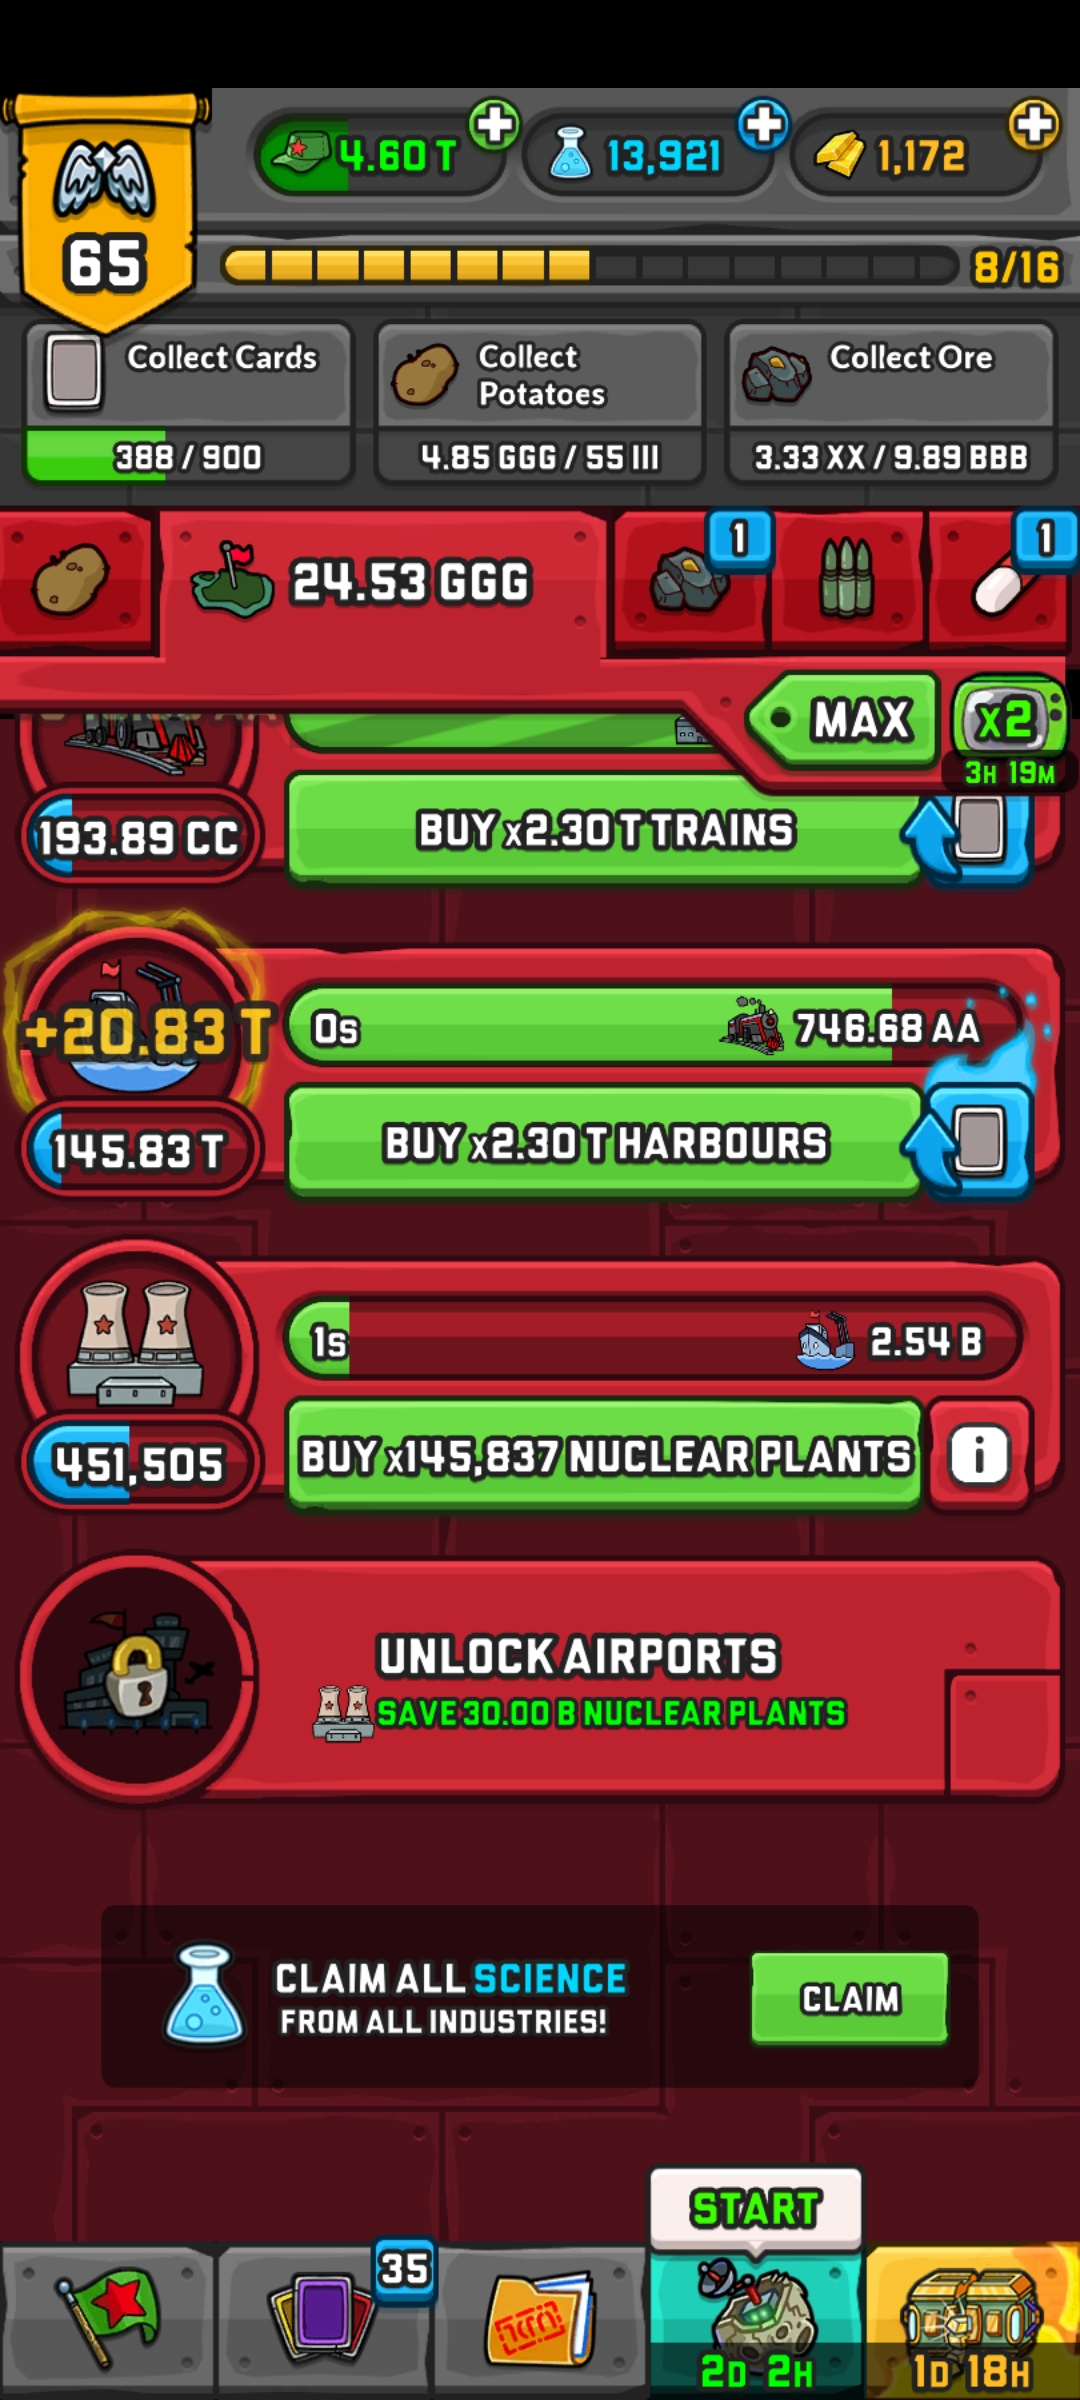 4.60 T
13,921
1,172
65
8/16
Collect Cards
388 / 900
Collect
Potatoes
4.85 GGG / 55 III
Collect Ore
3.33 XX / 9.89 BBB
24.53 GGG
1
1
MAX
x2
3H 19M
193.89 CC
BUY x2.30 T TRAINS
+20.83 T
0s
746.68 AA
145.83 T
BUY x2.30 T HARBOURS
1s
2.54 B
451,505
BUY x145,837 NUCLEAR PLANTS
i
UNLOCK AIRPORTS
SAVE 30.00 B NUCLEAR PLANTS
CLAIM ALL SCIENCE
FROM ALL INDUSTRIES!
CLAIM
START
35
2D 2H
1D 18H